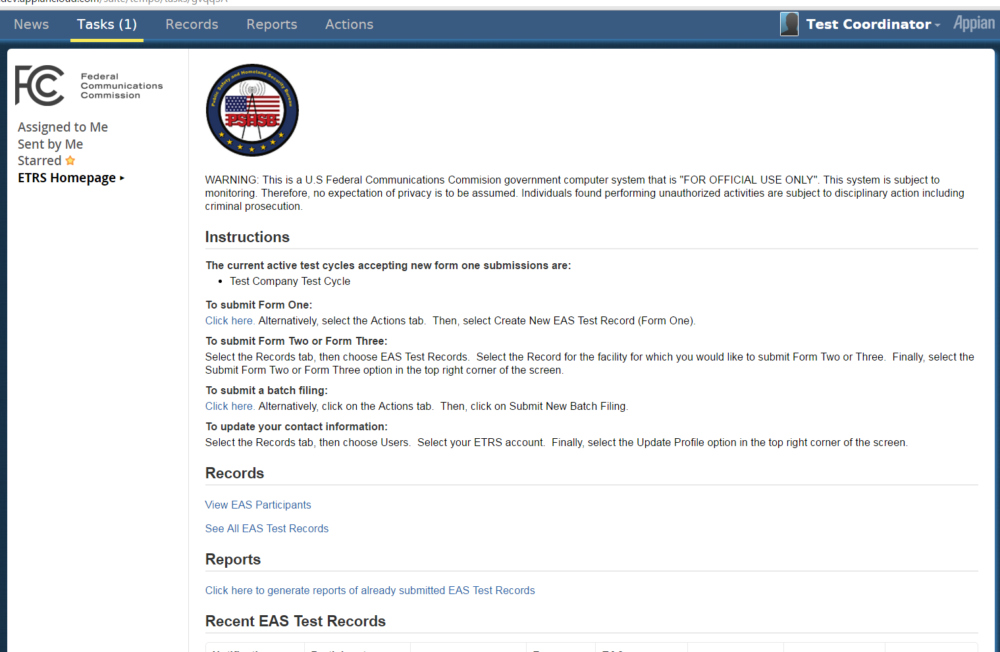 News Tasks (1) Records Reports Actions Test Coordinator Appian
FCC Federal
Communications
Commission
Assigned to Me
Sent by Me
Starred
ETRS Homepage
Public Safety and Homeland Security Bureau
PSHSB
WARNING: This is a U.S Federal Communications Commision government computer system that is "FOR OFFICIAL USE ONLY". This system is subject to
monitoring. Therefore, no expectation of privacy is to be assumed. Individuals found performing unauthorized activities are subject to disciplinary action including
criminal prosecution.
Instructions
The current active test cycles accepting new form one submissions are:
• Test Company Test Cycle
To submit Form One:
Click here. Alternatively, select the Actions tab. Then, select Create New EAS Test Record (Form One).
To submit Form Two or Form Three:
Select the Records tab, then choose EAS Test Records. Select the Record for the facility for which you would like to submit Form Two or Three. Finally, select the
Submit Form Two or Form Three option in the top right corner of the screen.
To submit a batch filing:
Click here. Alternatively, click on the Actions tab. Then, click on Submit New Batch Filing.
To update your contact information:
Select the Records tab, then choose Users. Select your ETRS account. Finally, select the Update Profile option in the top right corner of the screen.
Records
View EAS Participants
See All EAS Test Records
Reports
Click here to generate reports of already submitted EAS Test Records
Recent EAS Test Records